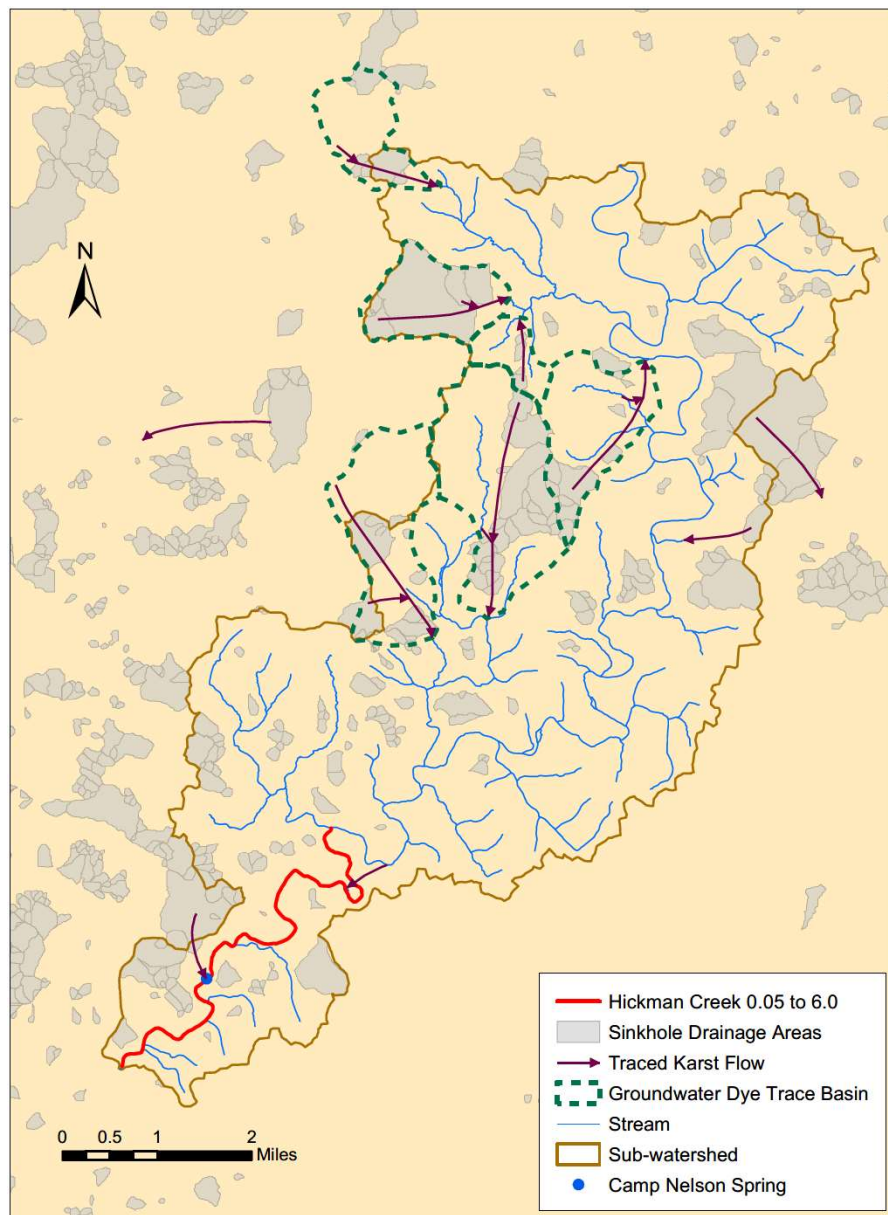 N
Hickman Creek 0.05 to 6.0
Sinkhole Drainage Areas
Traced Karst Flow
Groundwater Dye Trace Basin
Stream
Sub-watershed
Camp Nelson Spring
0 0.5 1 2
Miles